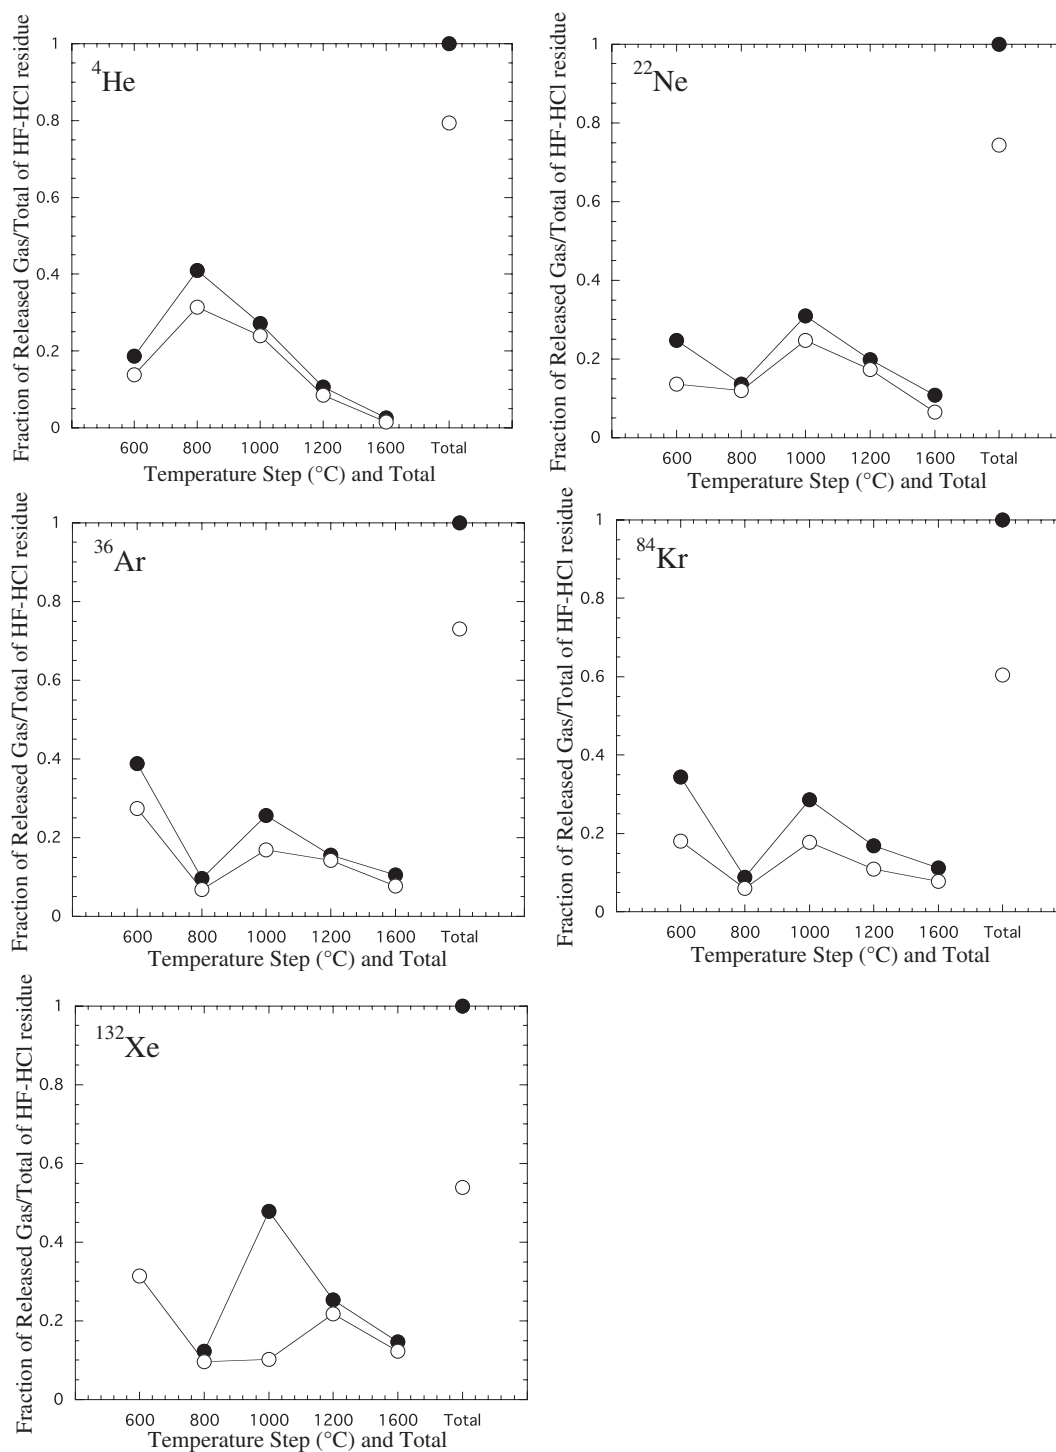 Fraction of Released Gas/Total of HF-HCl residue
⁴He
1
0.8
0.6
0.4
0.2
0
600 800 1000 1200 1600 Total
Temperature Step (°C) and Total
Fraction of Released Gas/Total of HF-HCl residue
²²Ne
1
0.8
0.6
0.4
0.2
0
600 800 1000 1200 1600 Total
Temperature Step (°C) and Total
Fraction of Released Gas/Total of HF-HCl residue
³⁶Ar
1
0.8
0.6
0.4
0.2
0
600 800 1000 1200 1600 Total
Temperature Step (°C) and Total
Fraction of Released Gas/Total of HF-HCl residue
⁸⁴Kr
1
0.8
0.6
0.4
0.2
0
600 800 1000 1200 1600 Total
Temperature Step (°C) and Total
Fraction of Released Gas/Total of HF-HCl residue
¹³²Xe
1
0.8
0.6
0.4
0.2
0
600 800 1000 1200 1600 Total
Temperature Step (°C) and Total